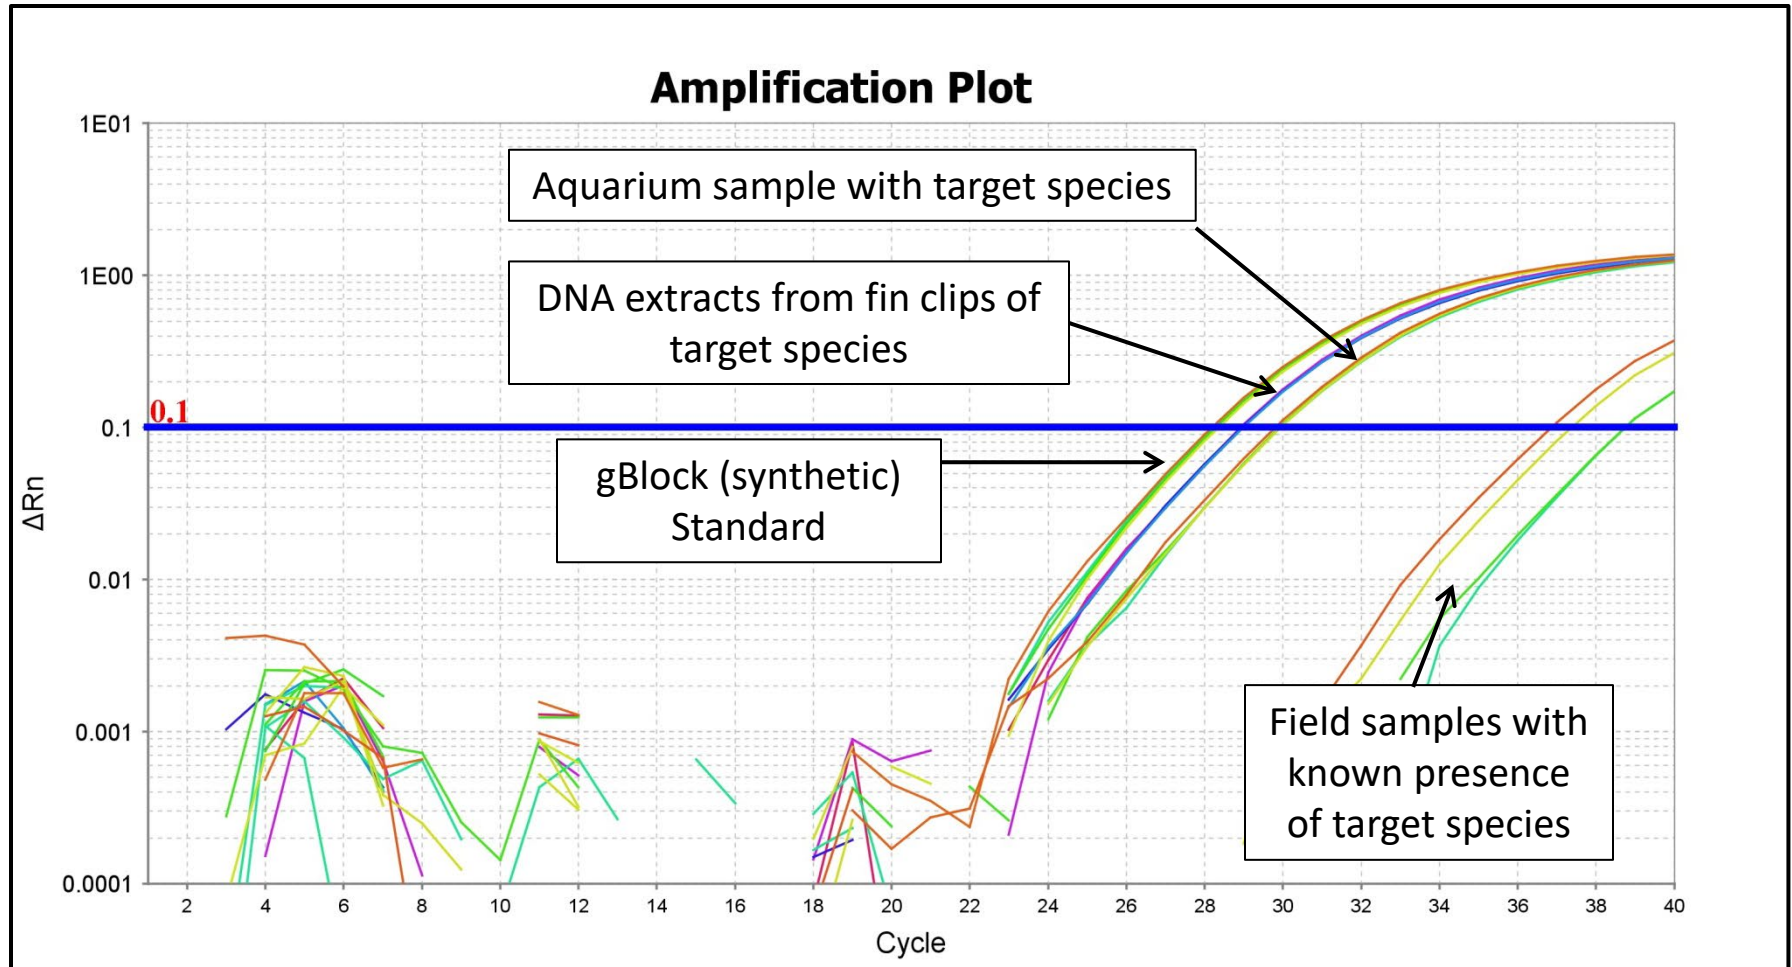 Amplification Plot
1E01
1E00
0.1
0.01
0.001
0.0001
ΔRn
0.1
Aquarium sample with target species
DNA extracts from fin clips of
target species
gBlock (synthetic)
Standard
Field samples with
known presence
of target species
2 4 6 8 10 12 14 16 18 20 22 24 26 28 30 32 34 36 38 40
Cycle